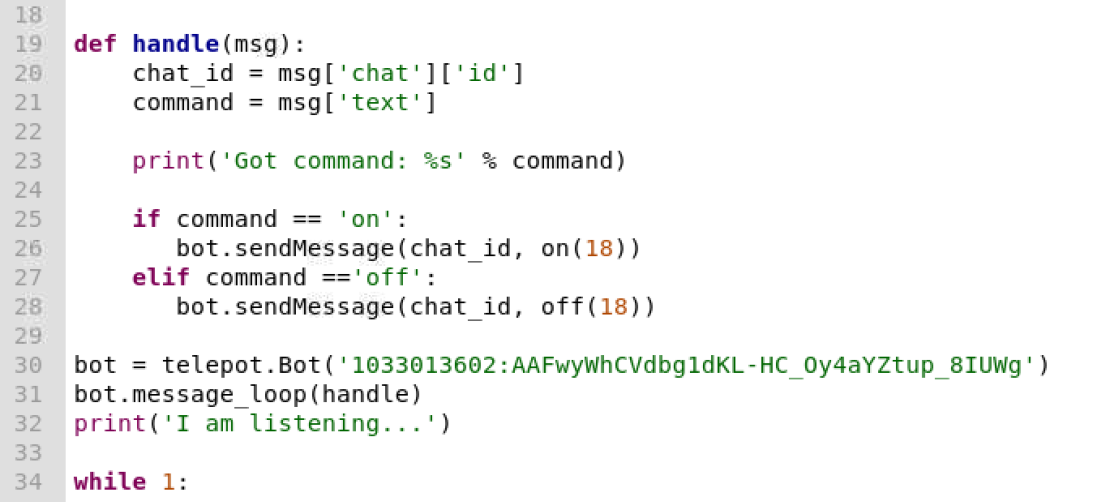 18
19 def handle(msg):
20     chat_id = msg['chat']['id']
21     command = msg['text']
22
23     print('Got command: %s' % command)
24
25     if command == 'on':
26        bot.sendMessage(chat_id, on(18))
27     elif command =='off':
28        bot.sendMessage(chat_id, off(18))
29
30 bot = telepot.Bot('1033013602:AAFwyWhCVdbg1dKL-HC_Oy4aYZtup_8IUWg')
31 bot.message_loop(handle)
32 print('I am listening...')
33
34 while 1: